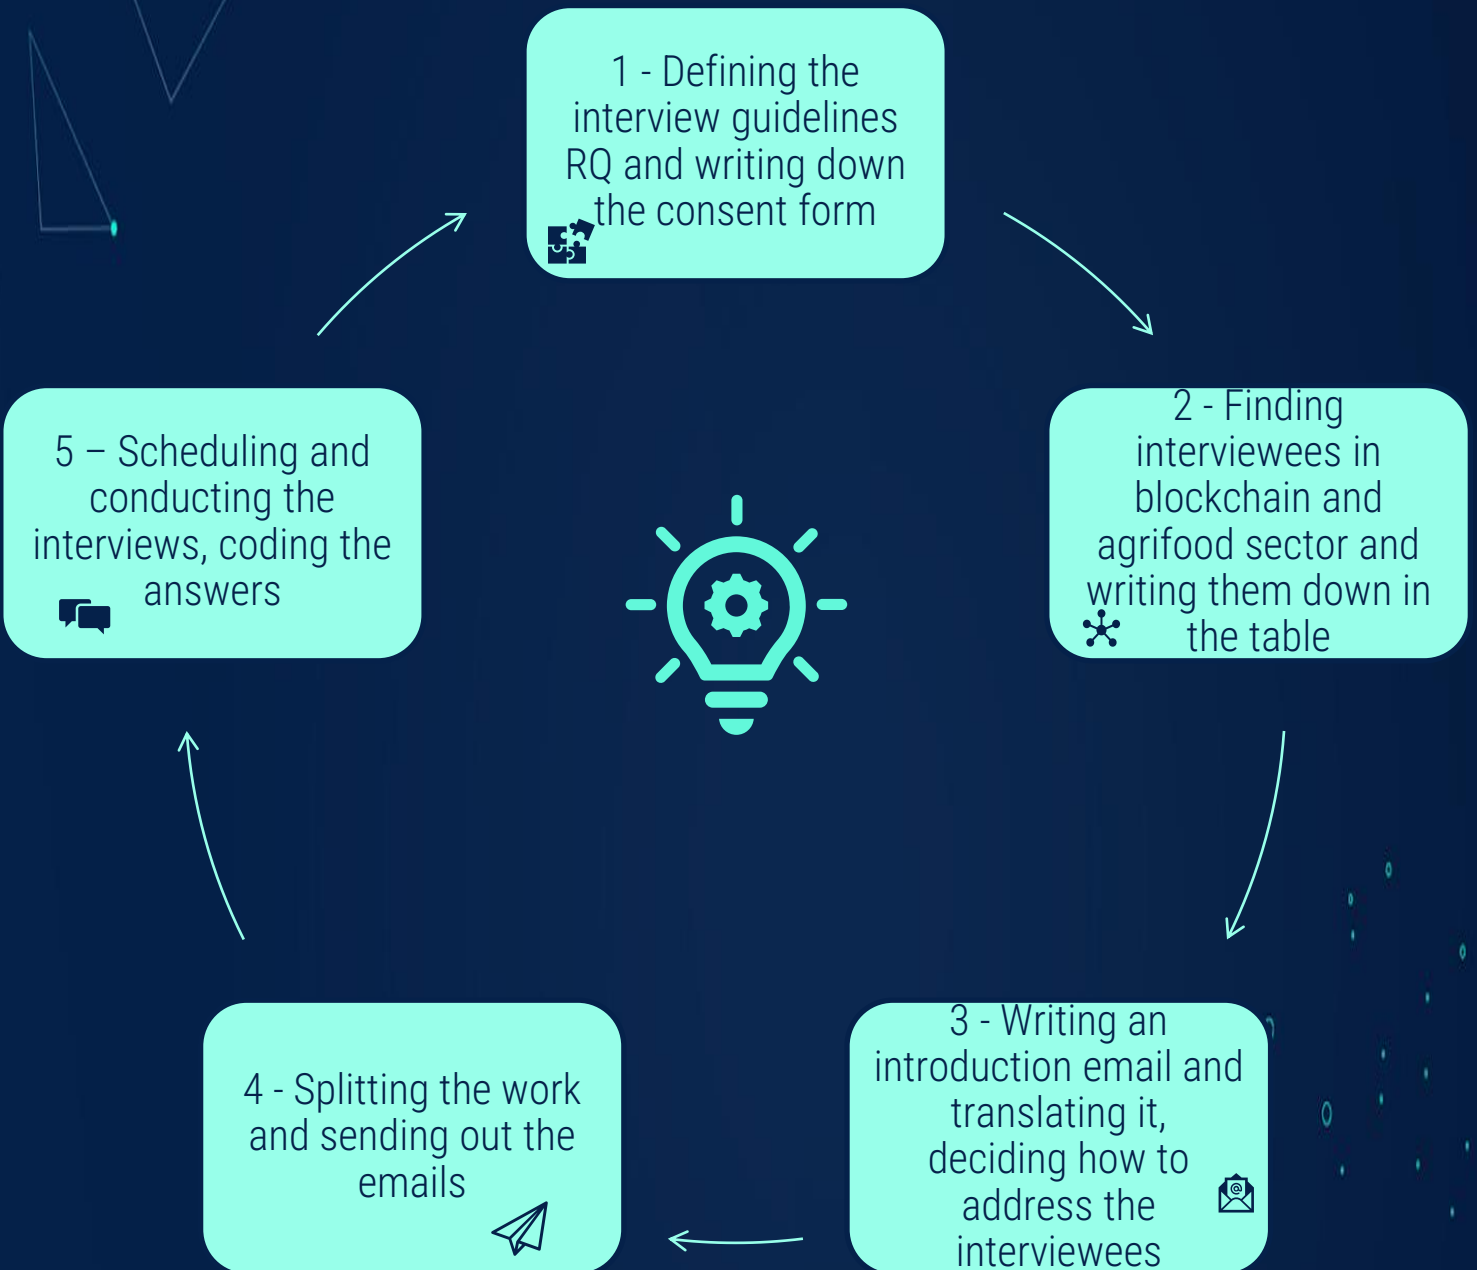 1 - Defining the
interview guidelines
RQ and writing down
the consent form
2 - Finding
interviewees in
blockchain and
agrifood sector and
writing them down in
the table
3 - Writing an
introduction email and
translating it,
deciding how to
address the
interviewees
4 - Splitting the work
and sending out the
emails
5 – Scheduling and
conducting the
interviews, coding the
answers